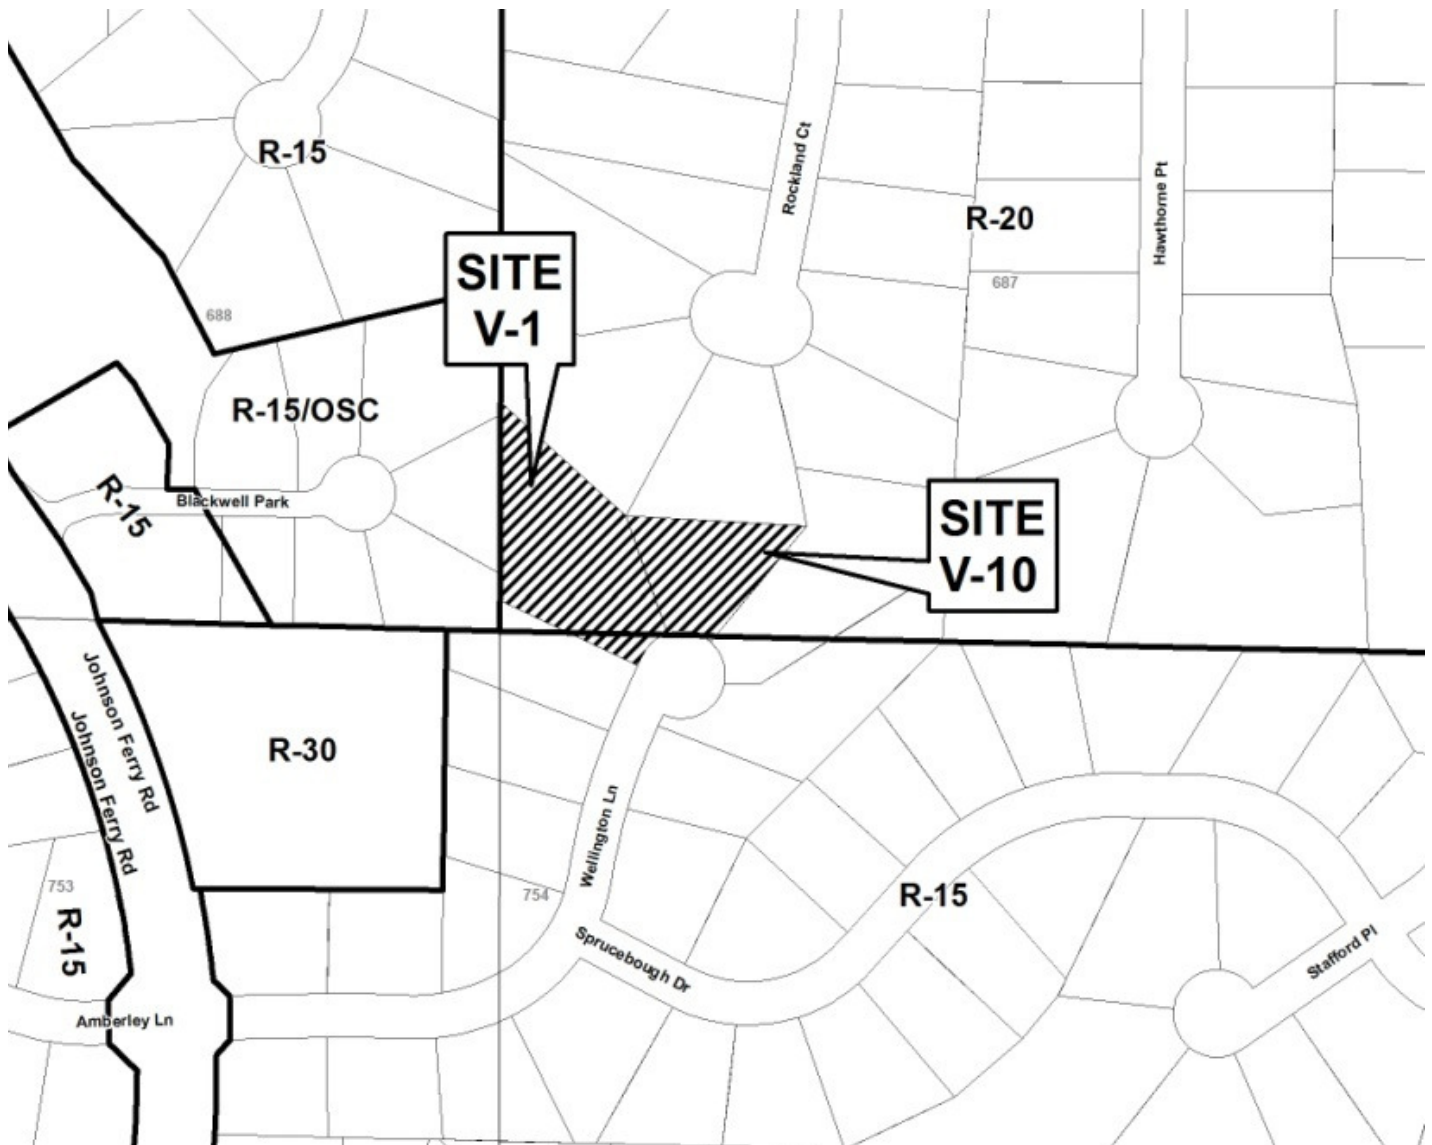 Rockland Ct
Hawthorne Pt
R-15
R-20
SITE
V-1
687
688
R-15/OSC
Blackwell Park
R-15
SITE
V-10
Johnson Ferry Rd
Johnson Ferry Rd
R-30
Wellington Ln
753
754
R-15
R-15
Sprucebough Dr
Stafford Pl
Amberley Ln